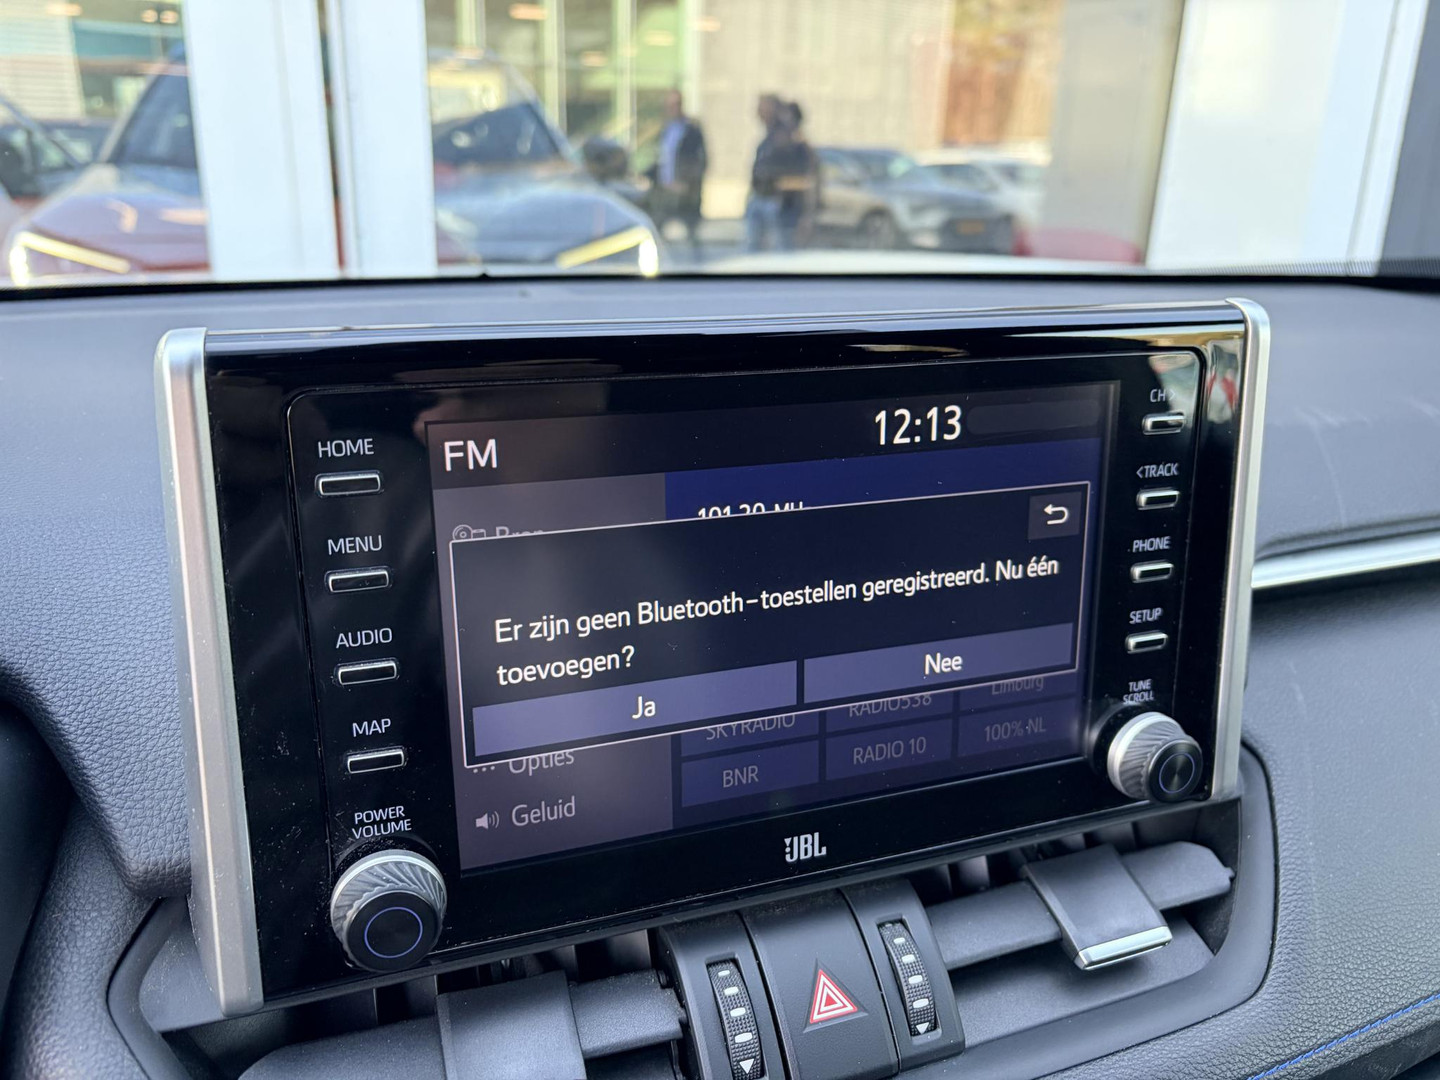 HOME
MENU
AUDIO
MAP
POWER
VOLUME
FM
12:13
Er zijn geen Bluetooth-toestellen geregistreerd. Nu één
toevoegen?
Ja
Nee
SKYRADIO
RADIO538
Limburg
BNR
RADIO 10
100% NL
Opties
Geluid
JBL
CH >
<TRACK
PHONE
SETUP
TUNE
SCROLL